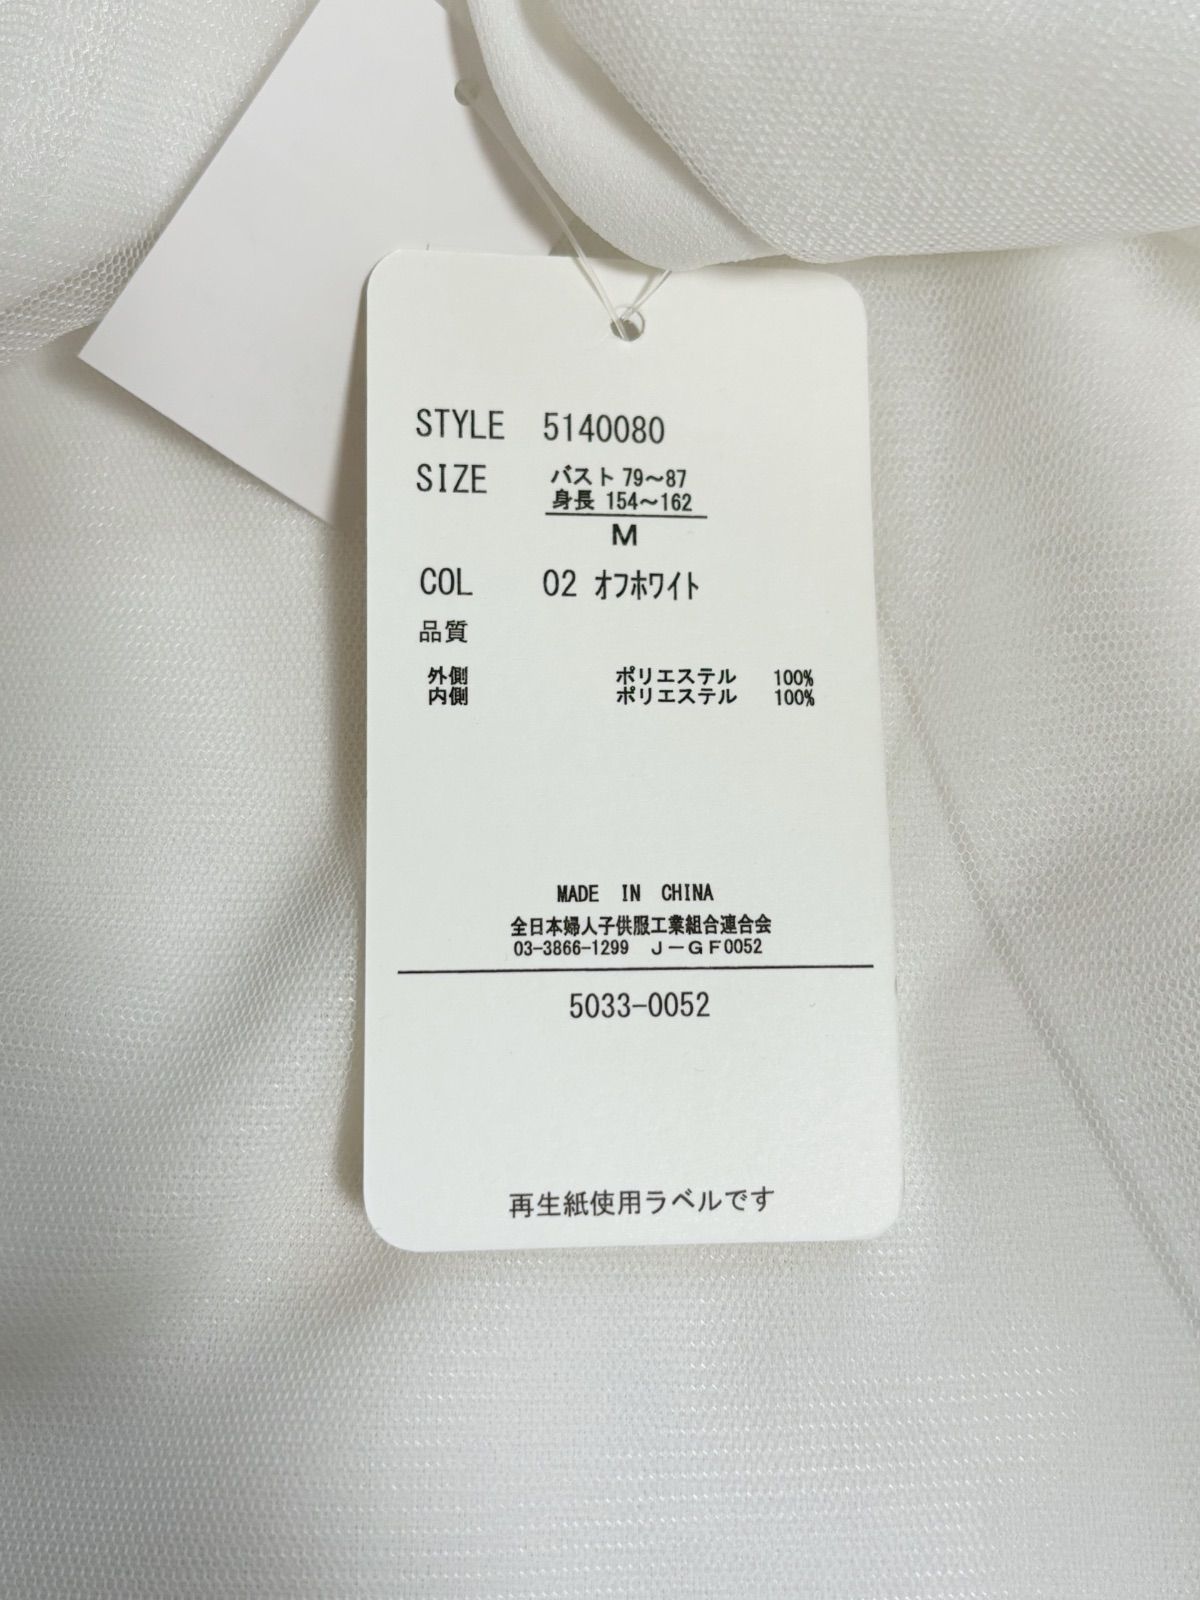 STYLE 5140080
SIZE バスト 79～87
身長 154～162
M
COL 02 オフホワイト
品質
外側 ポリエステル 100%
内側 ポリエステル 100%
MADE IN CHINA
全日本婦人子供服工業組合連合会
03-3866-1299 J－GF0052
5033-0052
再生紙使用ラベルです